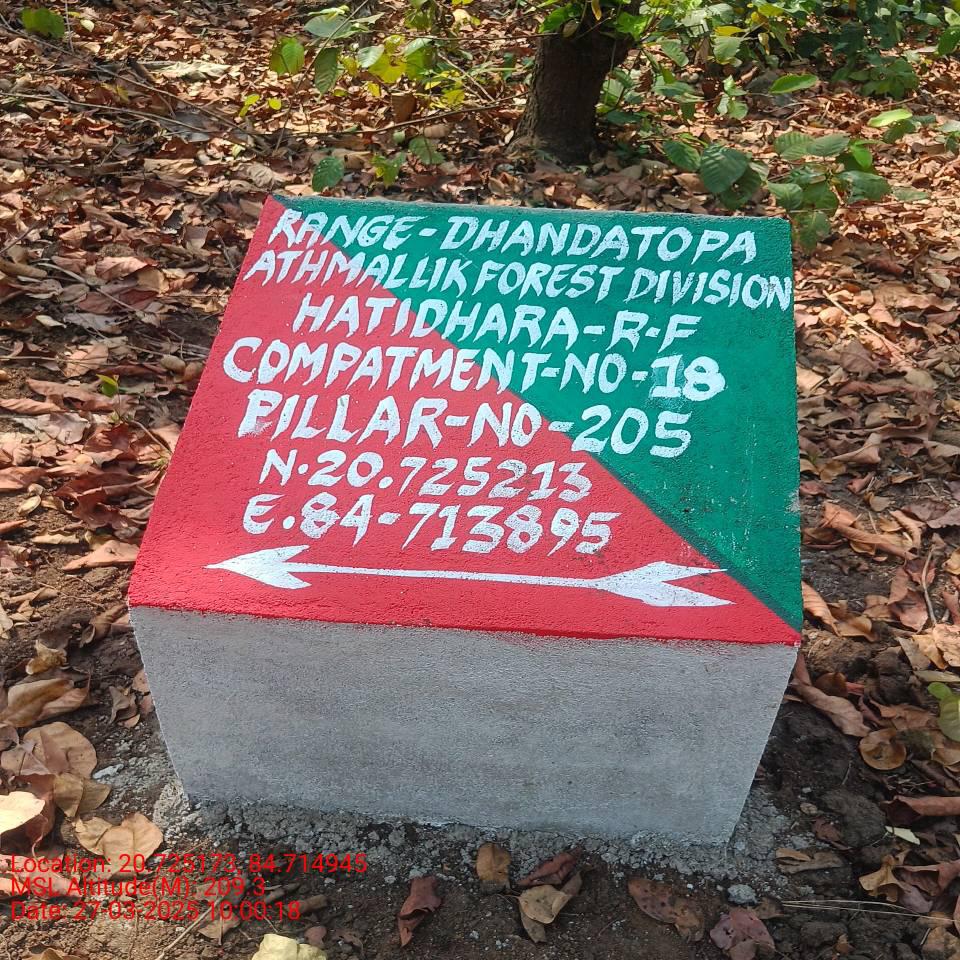 RANGE-DHANDATOPA
ATHMALLIK FOREST DIVISION
HATIDHARA-R.F
COMPATMENT-NO-18
PILLAR-NO-205
N.20.725213
E.84-713895
Location: 20.725173, 84.714945
MSL Altitude(M): 209.3
Date: 27-03-2025 10:00:18